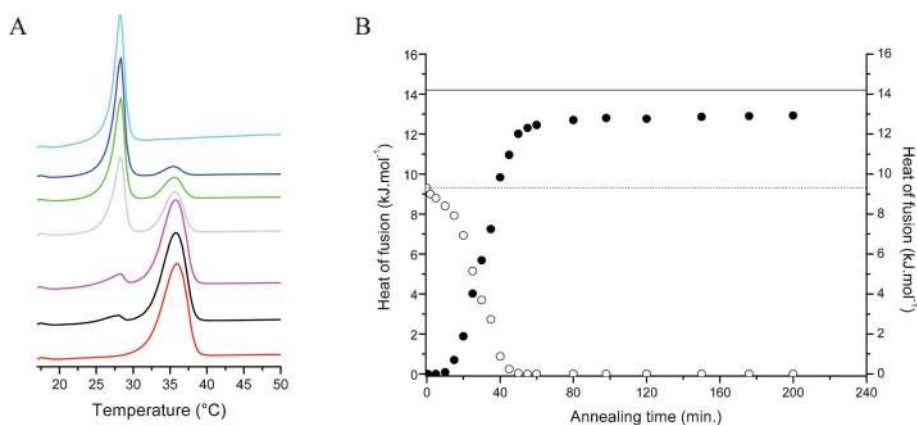 A
20 25 30 35 40 45 50
Temperature (°C)
B
16
14
12
10
8
6
4
2
0
Heat of fusion (kJ.mol⁻¹)
16
14
12
10
8
6
4
2
0
Heat of fusion (kJ.mol⁻¹)
0 40 80 120 160 200 240
Annealing time (min.)